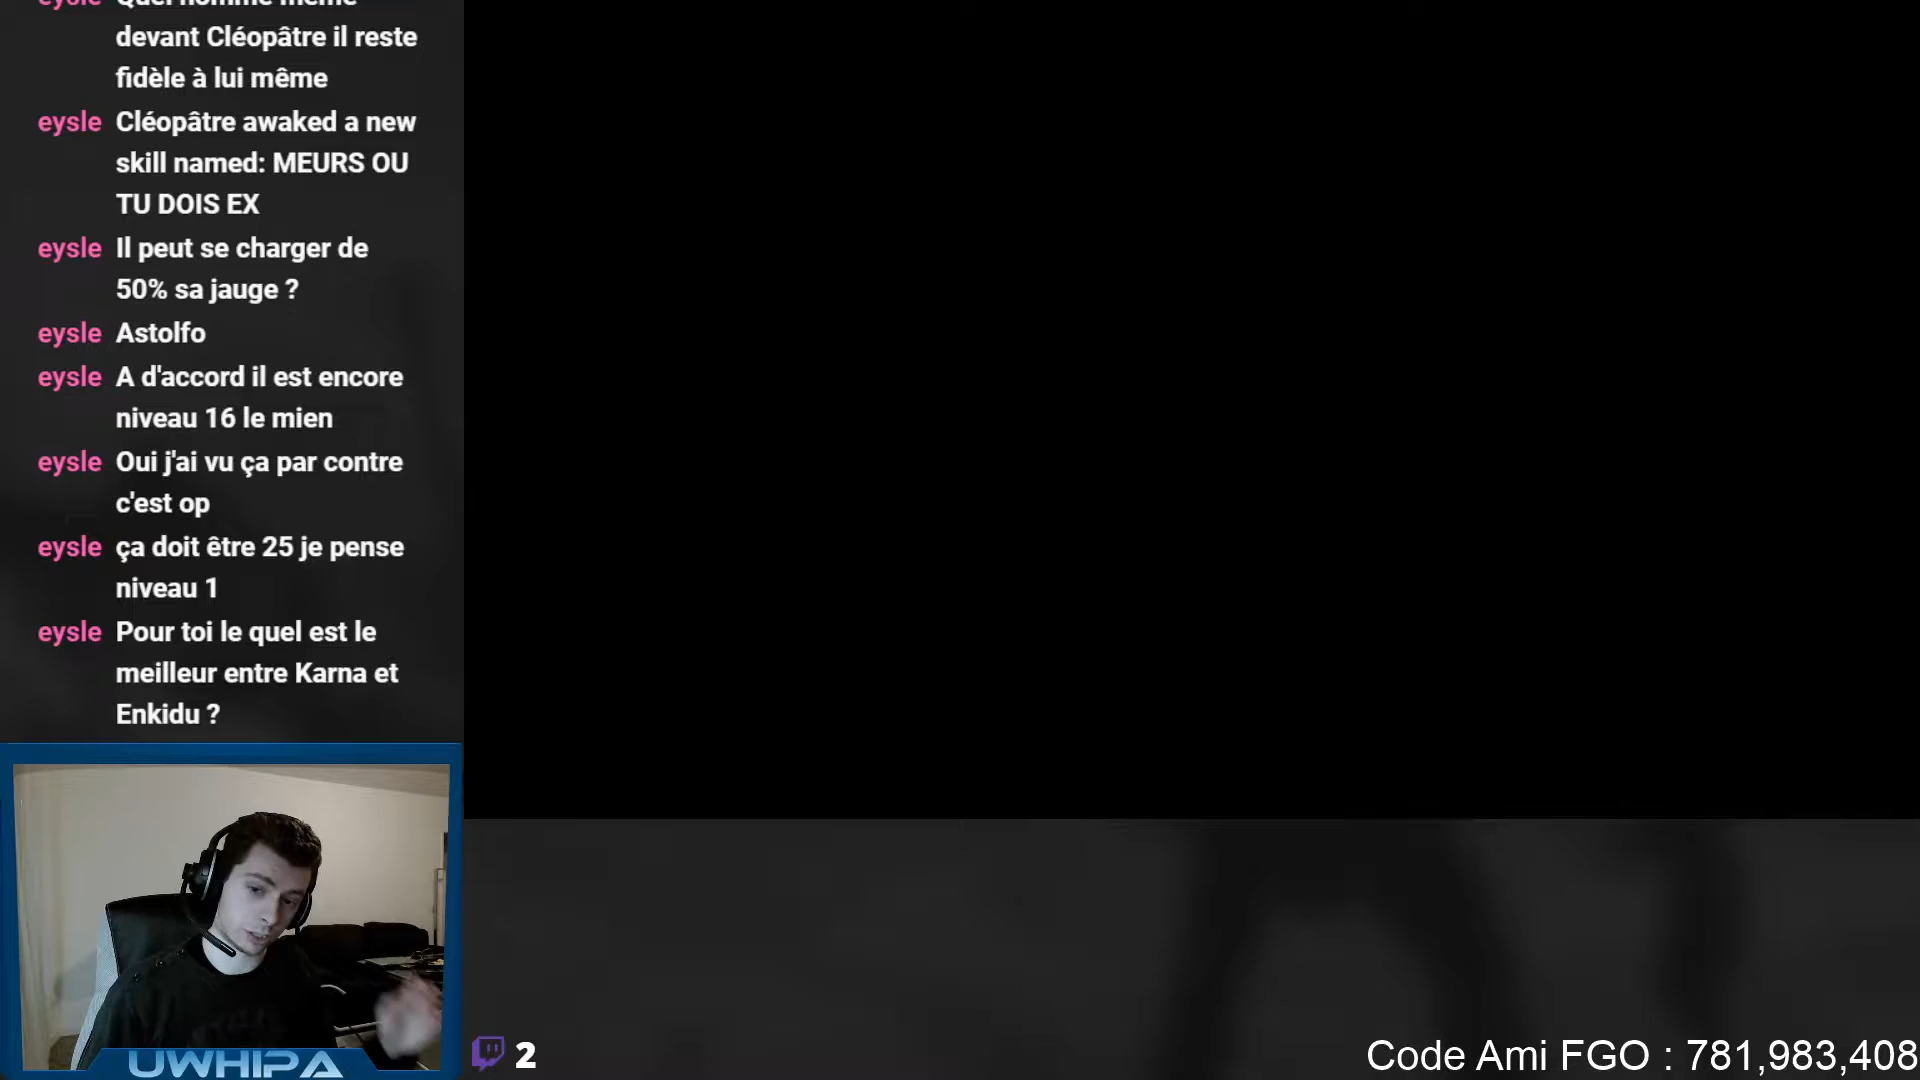 eysle Quel homme même
devant Cléopâtre il reste
fidèle à lui même
eysle Cléopâtre awaked a new
skill named: MEURS OU
TU DOIS EX
eysle Il peut se charger de
50% sa jauge ?
eysle Astolfo
eysle A d'accord il est encore
niveau 16 le mien
eysle Oui j'ai vu ça par contre
c'est op
eysle ça doit être 25 je pense
niveau 1
eysle Pour toi le quel est le
meilleur entre Karna et
Enkidu ?
UWHIPA
2
Code Ami FGO : 781,983,408